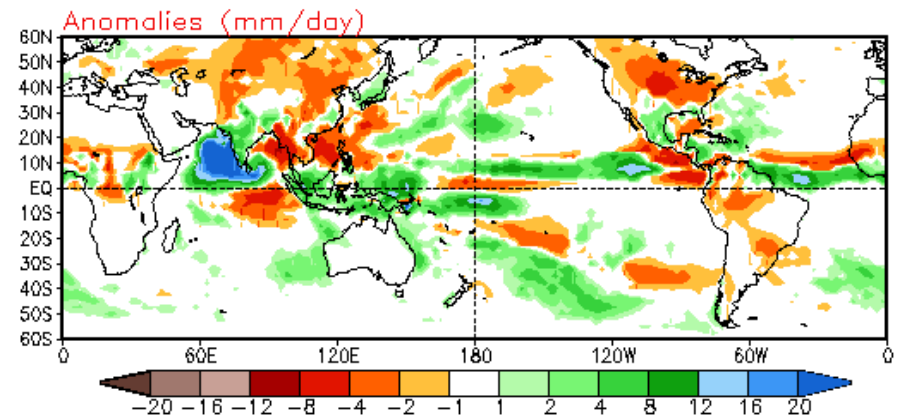 Anomalies (mm/day)
60N
50N
40N
30N
20N
10N
EQ
10S
20S
30S
40S
50S
60S
0 60E 120E 180 120W 60W 0
-20 -16 -12 -8 -4 -2 -1 1 2 4 8 12 16 20